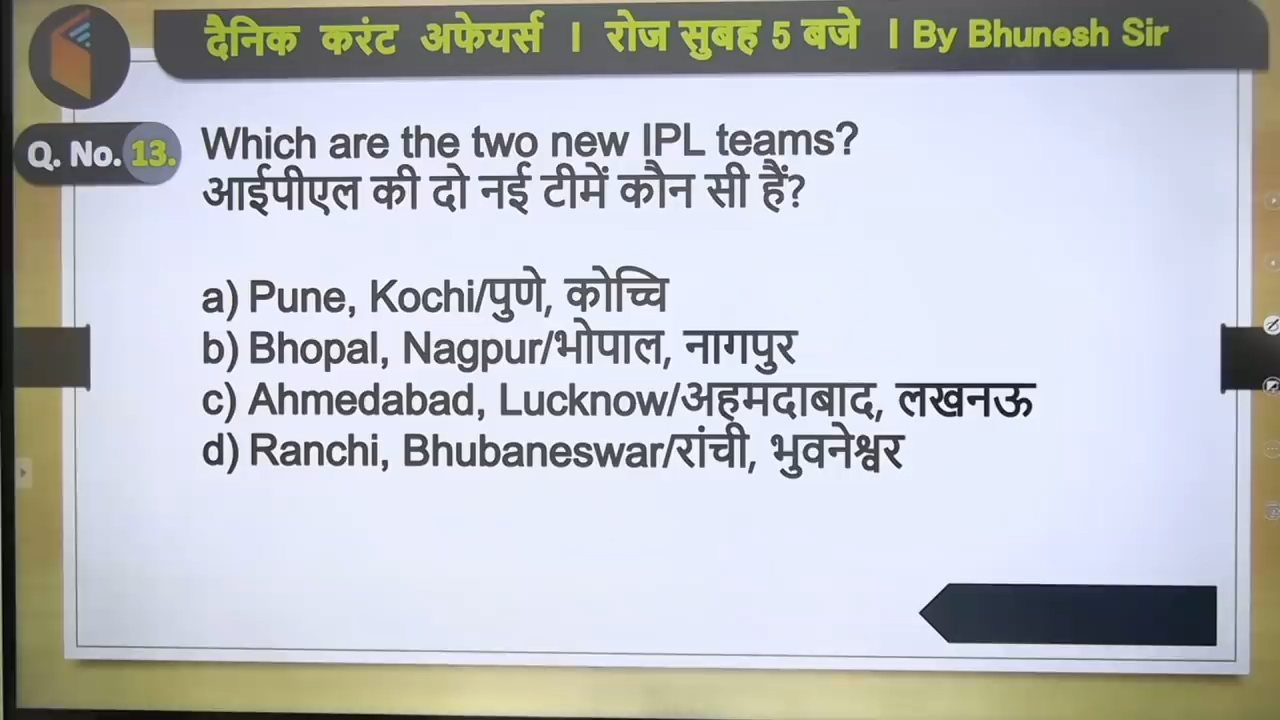 दैनिक करंट अफेयर्स । रोज सुबह 5 बजे । By Bhunesh Sir
Q. No. 13.
Which are the two new IPL teams?
आईपीएल की दो नई टीमें कौन सी हैं?
a) Pune, Kochi/पुणे, कोच्चि
b) Bhopal, Nagpur/भोपाल, नागपुर
c) Ahmedabad, Lucknow/अहमदाबाद, लखनऊ
d) Ranchi, Bhubaneswar/रांची, भुवनेश्वर